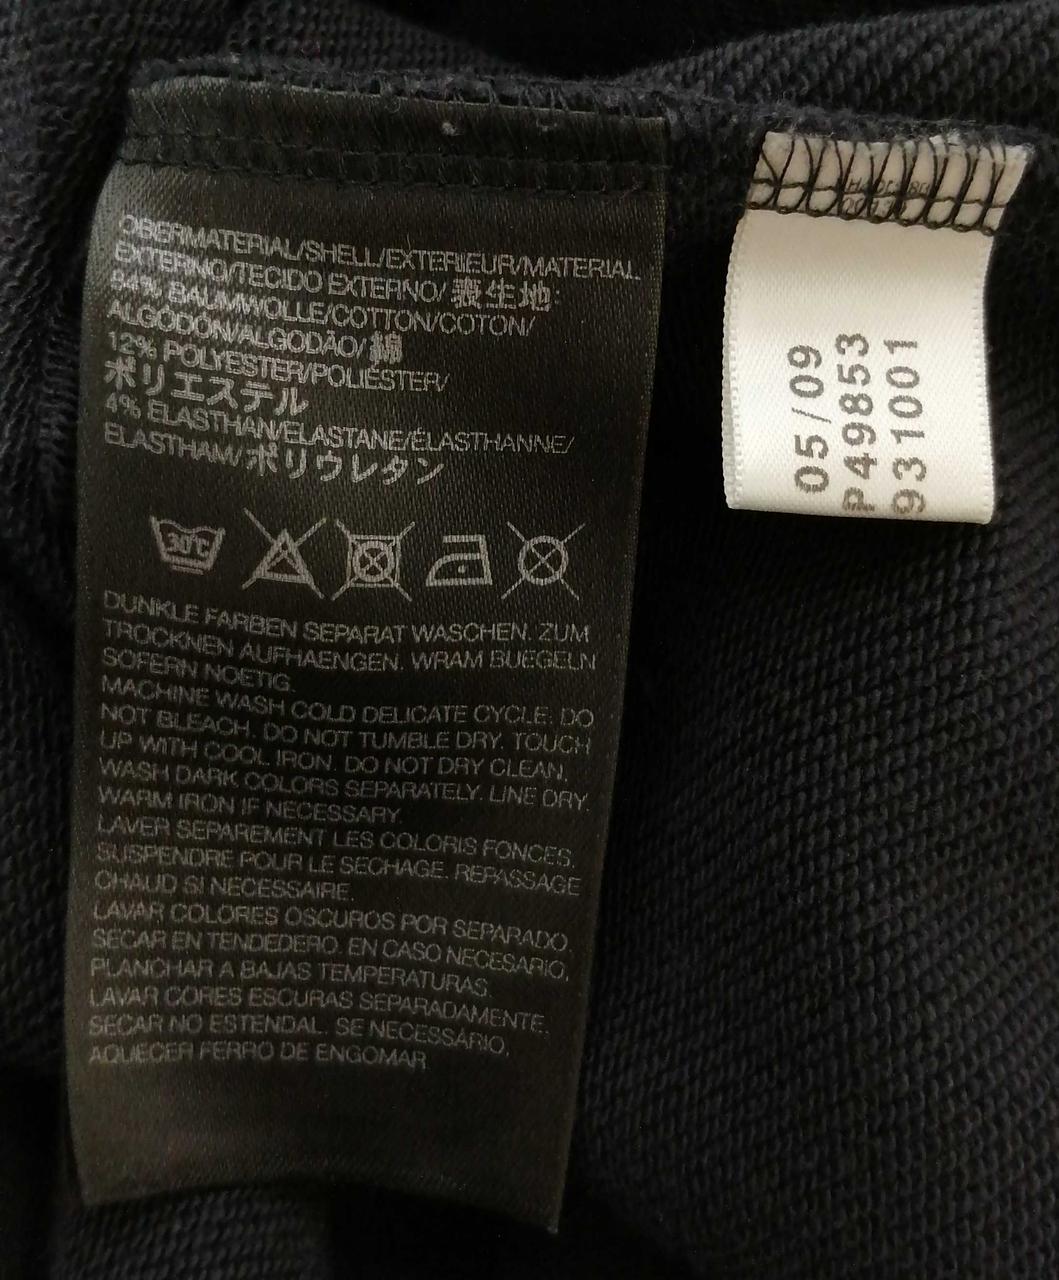 OBERMATERIAL/SHELL/EXTERIEUR/MATERIAL
EXTERNO/TECIDO EXTERNO/ 表生地:
84% BAUMWOLLE/COTTON/COTON/
ALGODÓN/ALGODÃO/ 綿
12% POLYESTER/POLIÉSTER/
ポリエステル
4% ELASTHAN/ELASTANE/ÉLASTHANNE/
ELASTHAM/ポリウレタン
30°C
DUNKLE FARBEN SEPARAT WASCHEN. ZUM
TROCKNEN AUFHAENGEN. WRAM BUEGELN
SOFERN NOETIG.
MACHINE WASH COLD DELICATE CYCLE. DO
NOT BLEACH. DO NOT TUMBLE DRY. TOUCH
UP WITH COOL IRON. DO NOT DRY CLEAN.
WASH DARK COLORS SEPARATELY. LINE DRY.
WARM IRON IF NECESSARY.
LAVER SEPAREMENT LES COLORIS FONCES.
SUSPENDRE POUR LE SECHAGE. REPASSAGE
CHAUD SI NECESSAIRE.
LAVAR COLORES OSCUROS POR SEPARADO.
SECAR EN TENDEDERO. EN CASO NECESARIO,
PLANCHAR A BAJAS TEMPERATURAS.
LAVAR CORES ESCURAS SEPARADAMENTE.
SECAR NO ESTENDAL. SE NECESSÁRIO,
AQUECER FERRO DE ENGOMAR
05/09
P49853
931001